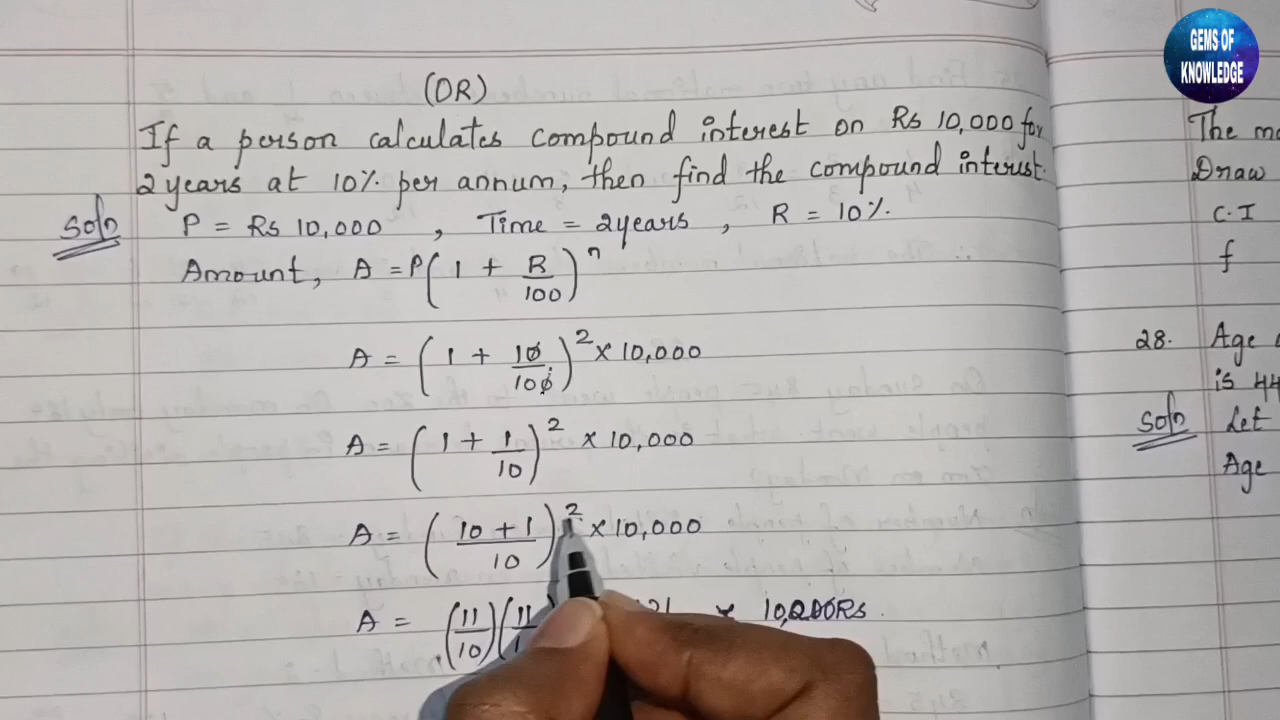 GEMS OF
KNOWLEDGE
(OR)
If a person calculates compound interest on Rs 10,000 for
2 years at 10% per annum, then find the compound interest.
Soln P = Rs 10,000 , Time = 2 years , R = 10%.
Amount, A = P(1 + R/100)^n
A = (1 + 10/100)^2 × 10,000
A = (1 + 1/10)^2 × 10,000
A = (10 + 1/10)^2 × 10,000
A = (11/10)(11
The
Draw
C.I
f
28. Age
is 44
Soln Let
Age